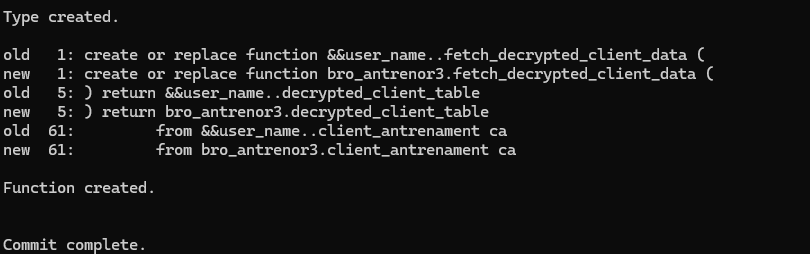 Type created.
old   1: create or replace function &&user_name..fetch_decrypted_client_data (
new   1: create or replace function bro_antrenor3.fetch_decrypted_client_data (
old   5: ) return &&user_name..decrypted_client_table
new   5: ) return bro_antrenor3.decrypted_client_table
old  61:         from &&user_name..client_antrenament ca
new  61:         from bro_antrenor3.client_antrenament ca
Function created.
Commit complete.